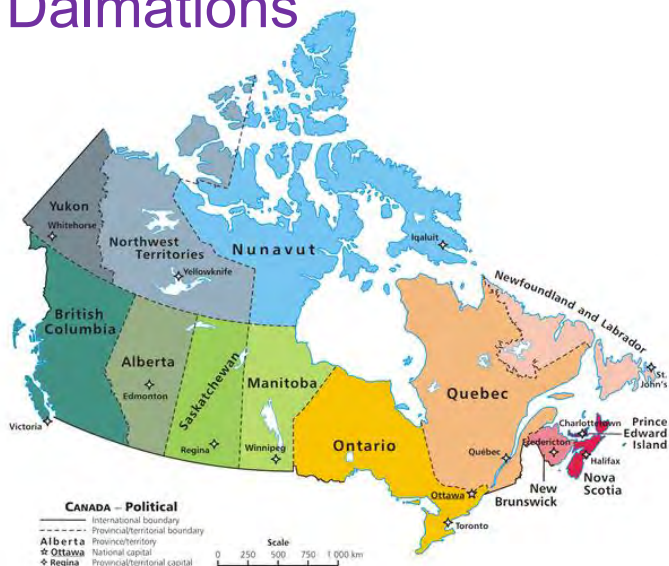 Dalmations
Yukon
Whitehorse
Northwest
Territories
Yellowknife
Nunavut
Iqaluit
Newfoundland and Labrador
St.
John's
British
Columbia
Victoria
Alberta
Edmonton
Saskatchewan
Regina
Manitoba
Winnipeg
Ontario
Ottawa
Toronto
Quebec
Québec
Charlottetown
Prince
Edward
Island
Fredericton
Halifax
Nova
Scotia
New
Brunswick
CANADA – Political
International boundary
Provincial/territorial boundary
Alberta Province/territory
Ottawa National capital
Regina Provincial/territorial capital
Scale
0 250 500 750 1 000 km